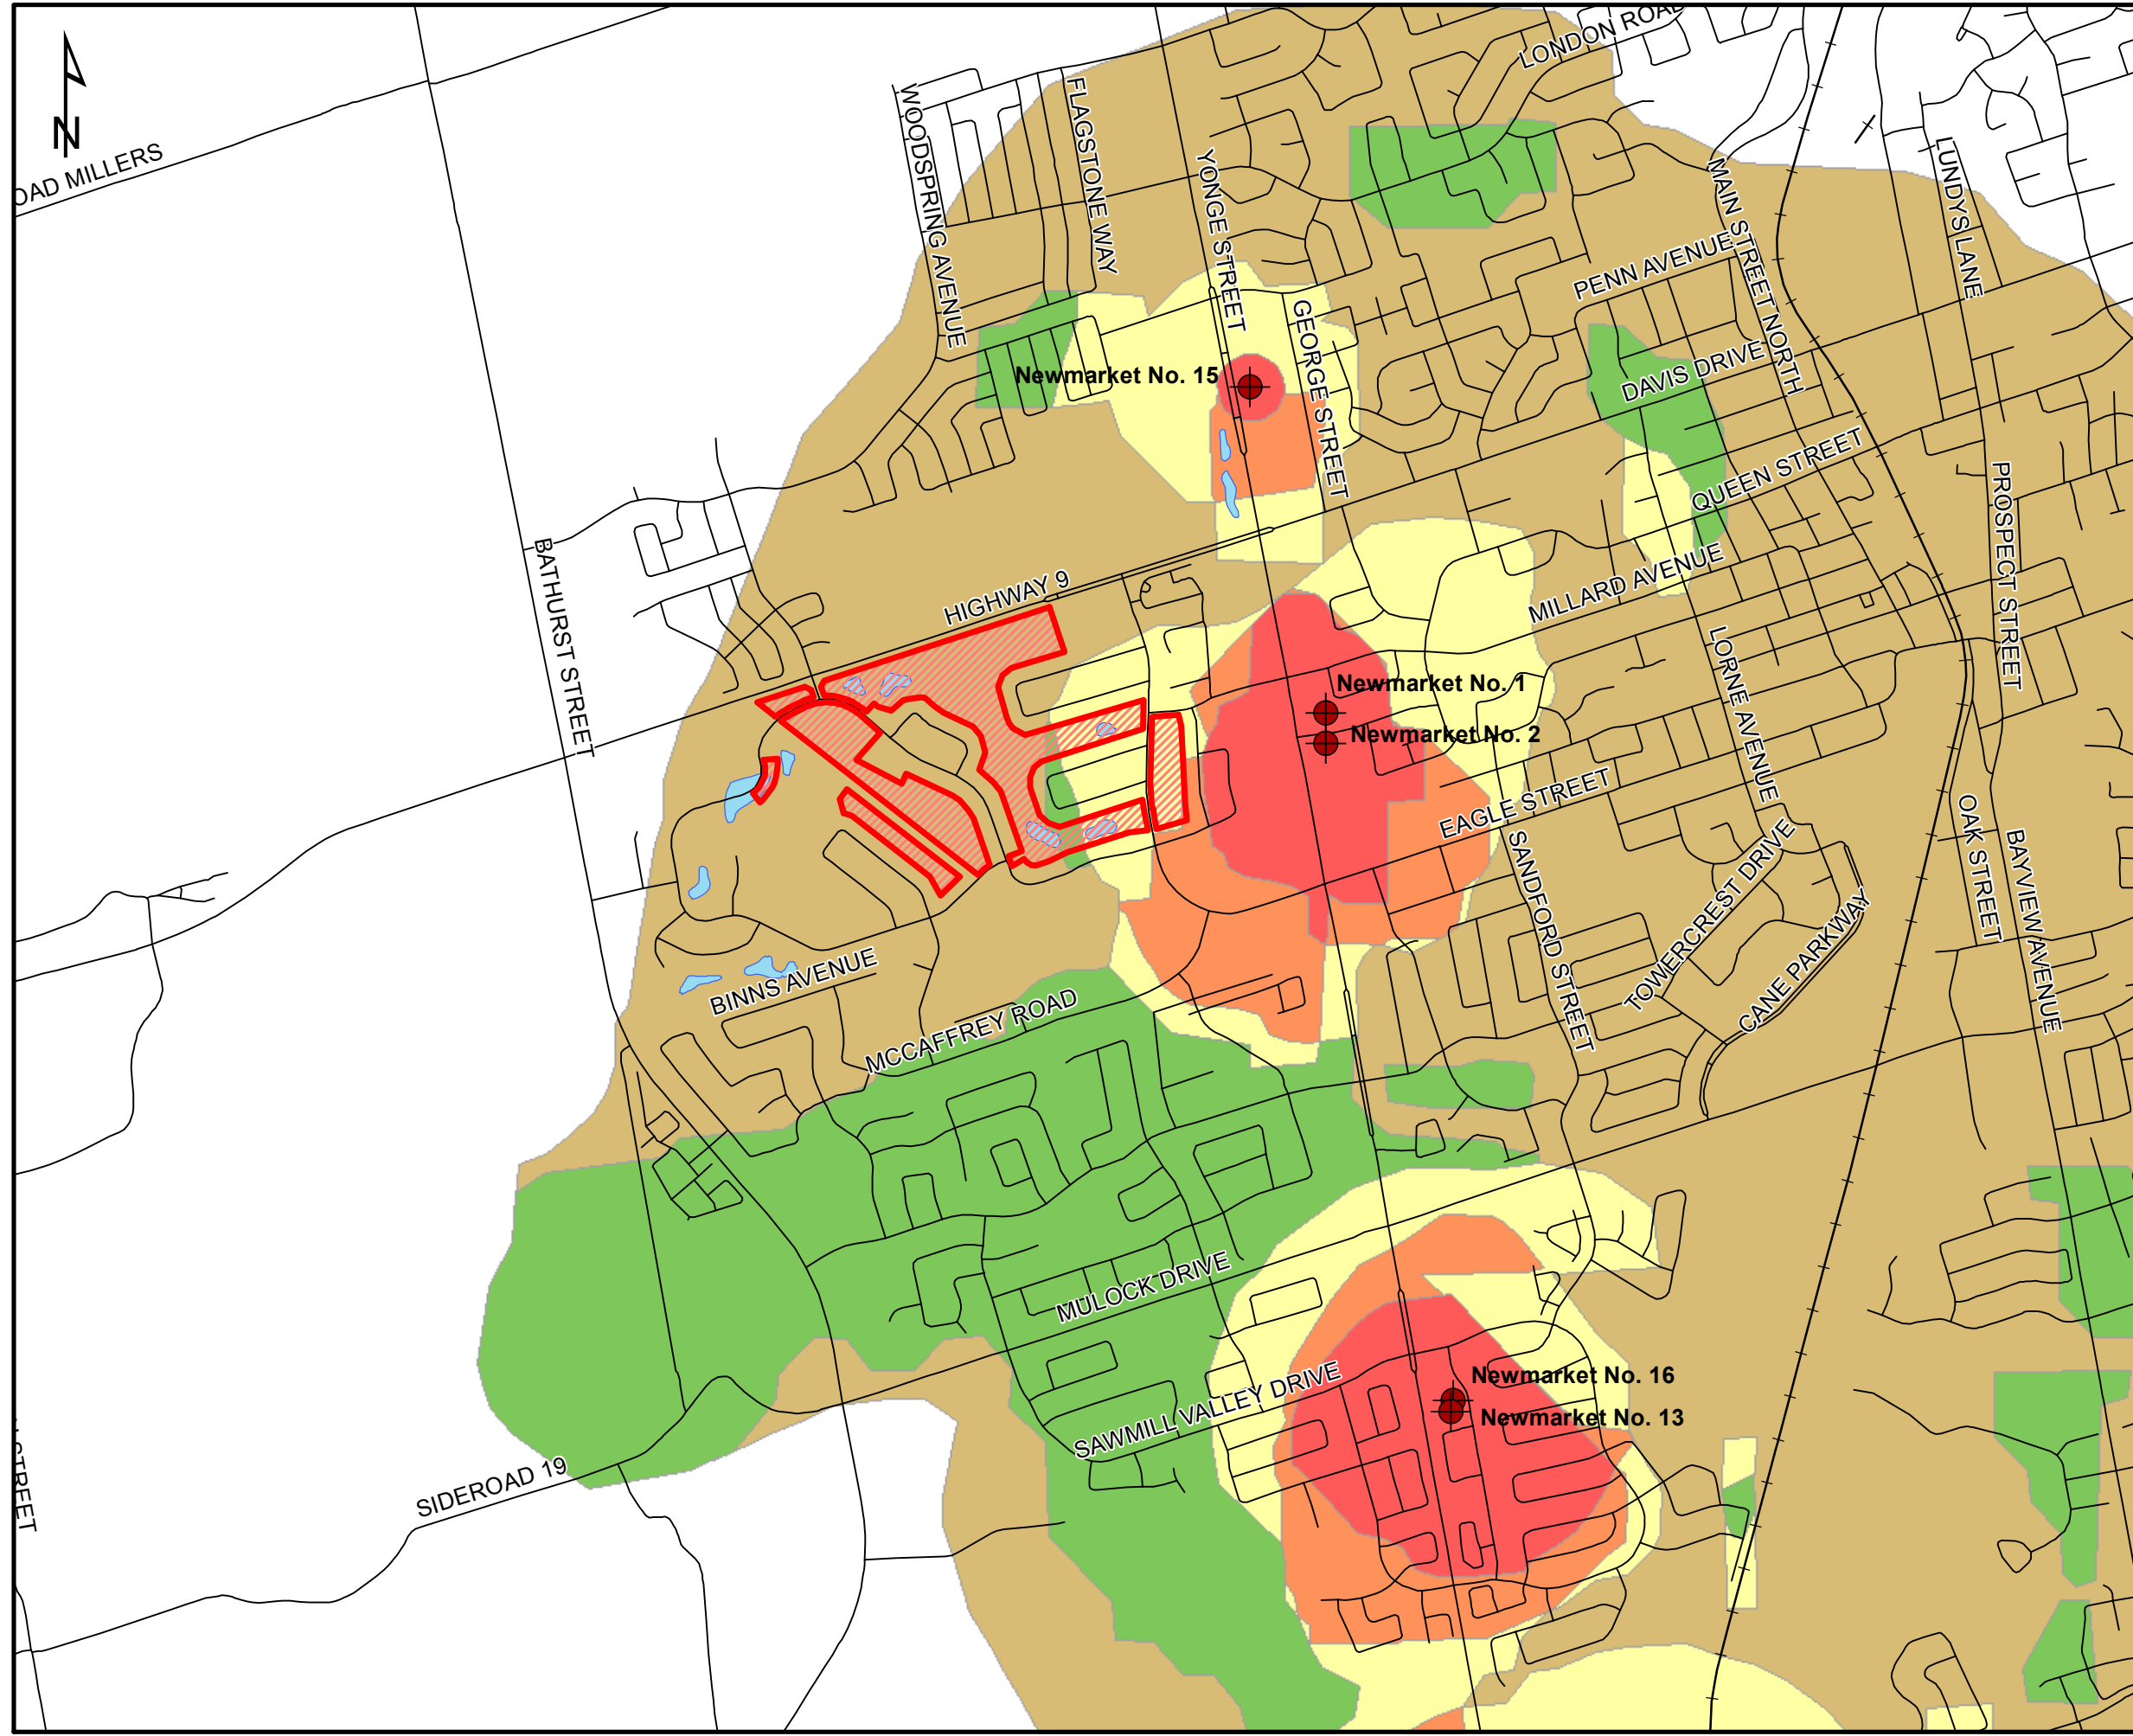 LONDON ROAD
N
OAD MILLERS
WOODSPRING AVENUE
FLAGSTONE WAY
YONGE STREET
MAIN STREET NORTH
LUNDYS LANE
PENN AVENUE
GEORGE STREET
Newmarket No. 15
DAVIS DRIVE
QUEEN STREET
PROSPECT STREET
BATHURST STREET
HIGHWAY 9
MILLARD AVENUE
LORNE AVENUE
Newmarket No. 1
Newmarket No. 2
EAGLE STREET
SANDFORD STREET
TOWERCREST DRIVE
OAK STREET
BAYVIEW AVENUE
CANE PARKWAY
BINNS AVENUE
MCCAFFREY ROAD
MULOCK DRIVE
SAWMILL VALLEY DRIVE
Newmarket No. 16
Newmarket No. 13
SIDEROAD 19
STREET